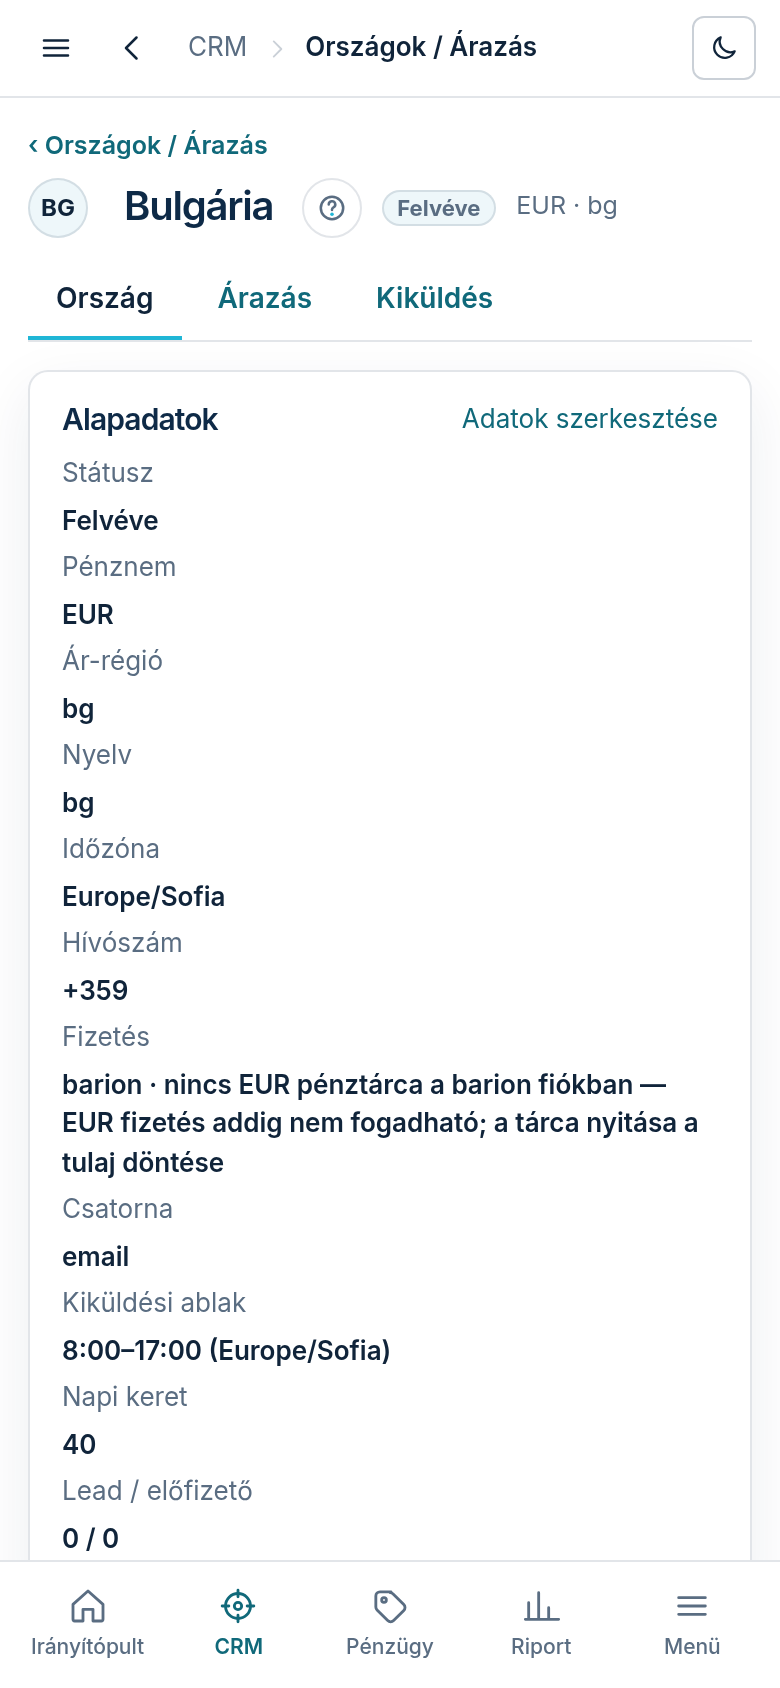 CRM > Országok / Árazás
‹ Országok / Árazás
BG Bulgária Felvéve EUR · bg
Ország Árazás Kiküldés
Alapadatok Adatok szerkesztése
Státusz
Felvéve
Pénznem
EUR
Ár-régió
bg
Nyelv
bg
Időzóna
Europe/Sofia
Hívószám
+359
Fizetés
barion · nincs EUR pénztárca a barion fiókban —
EUR fizetés addig nem fogadható; a tárca nyitása a
tulaj döntése
Csatorna
email
Kiküldési ablak
8:00–17:00 (Europe/Sofia)
Napi keret
40
Lead / előfizető
0 / 0
Irányítópult CRM Pénzügy Riport Menü